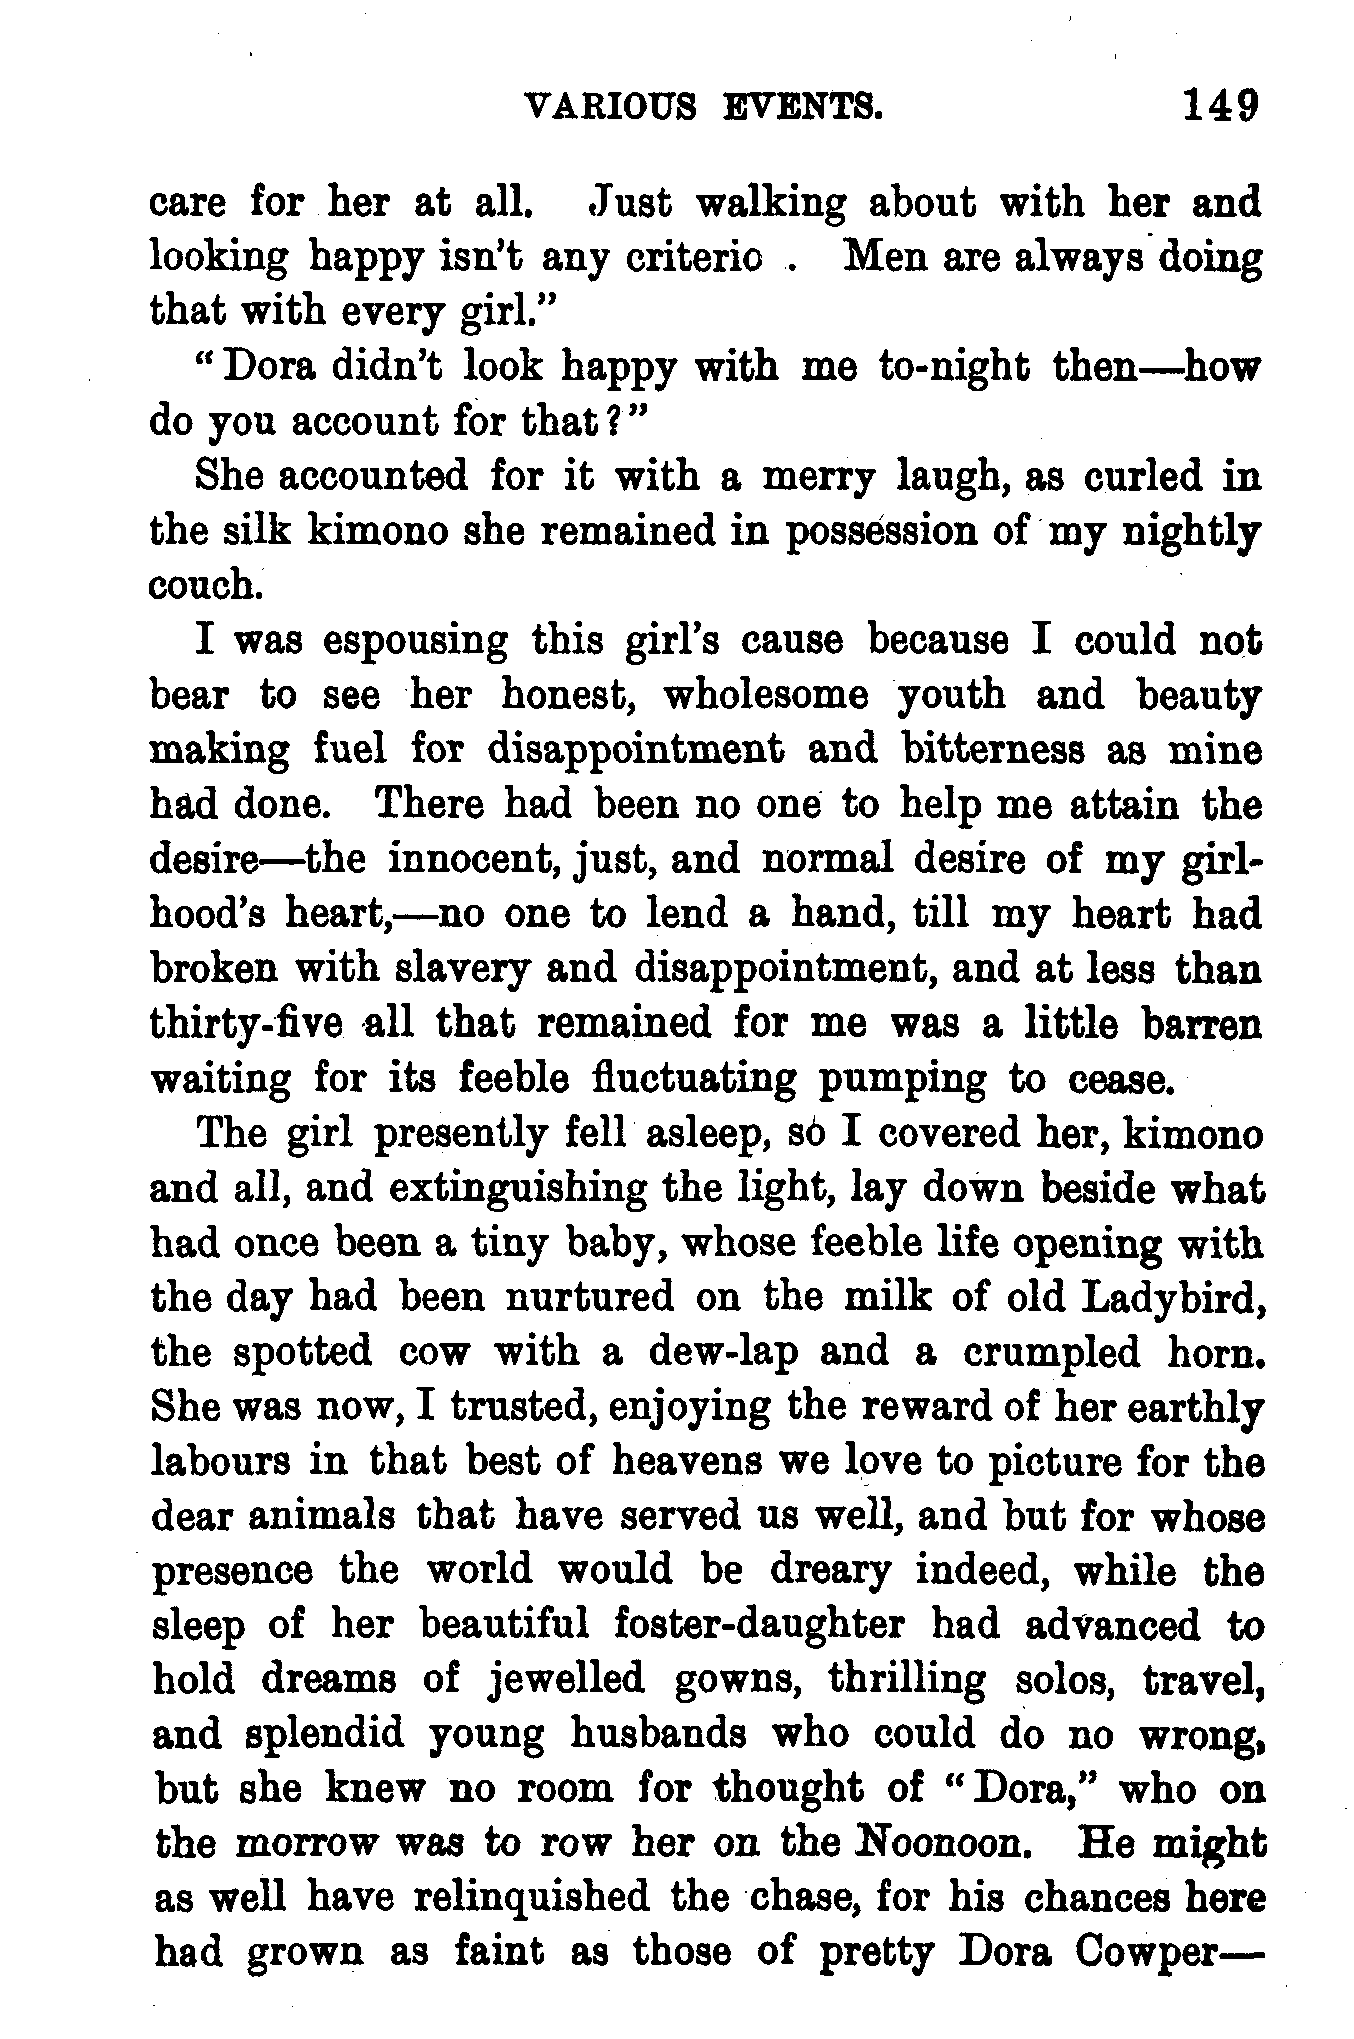 VARIOUS EVENTS. 149
care for her at all. Just walking about with her and
looking happy isn't any criterio . Men are always doing
that with every girl."
"Dora didn't look happy with me to-night then—how
do you account for that?"
She accounted for it with a merry laugh, as curled in
the silk kimono she remained in possession of my nightly
couch.
I was espousing this girl's cause because I could not
bear to see her honest, wholesome youth and beauty
making fuel for disappointment and bitterness as mine
had done. There had been no one to help me attain the
desire—the innocent, just, and normal desire of my girl-
hood's heart,—no one to lend a hand, till my heart had
broken with slavery and disappointment, and at less than
thirty-five all that remained for me was a little barren
waiting for its feeble fluctuating pumping to cease.
The girl presently fell asleep, so I covered her, kimono
and all, and extinguishing the light, lay down beside what
had once been a tiny baby, whose feeble life opening with
the day had been nurtured on the milk of old Ladybird,
the spotted cow with a dew-lap and a crumpled horn.
She was now, I trusted, enjoying the reward of her earthly
labours in that best of heavens we love to picture for the
dear animals that have served us well, and but for whose
presence the world would be dreary indeed, while the
sleep of her beautiful foster-daughter had advanced to
hold dreams of jewelled gowns, thrilling solos, travel,
and splendid young husbands who could do no wrong,
but she knew no room for thought of "Dora," who on
the morrow was to row her on the Noonoon. He might
as well have relinquished the chase, for his chances here
had grown as faint as those of pretty Dora Cowper—